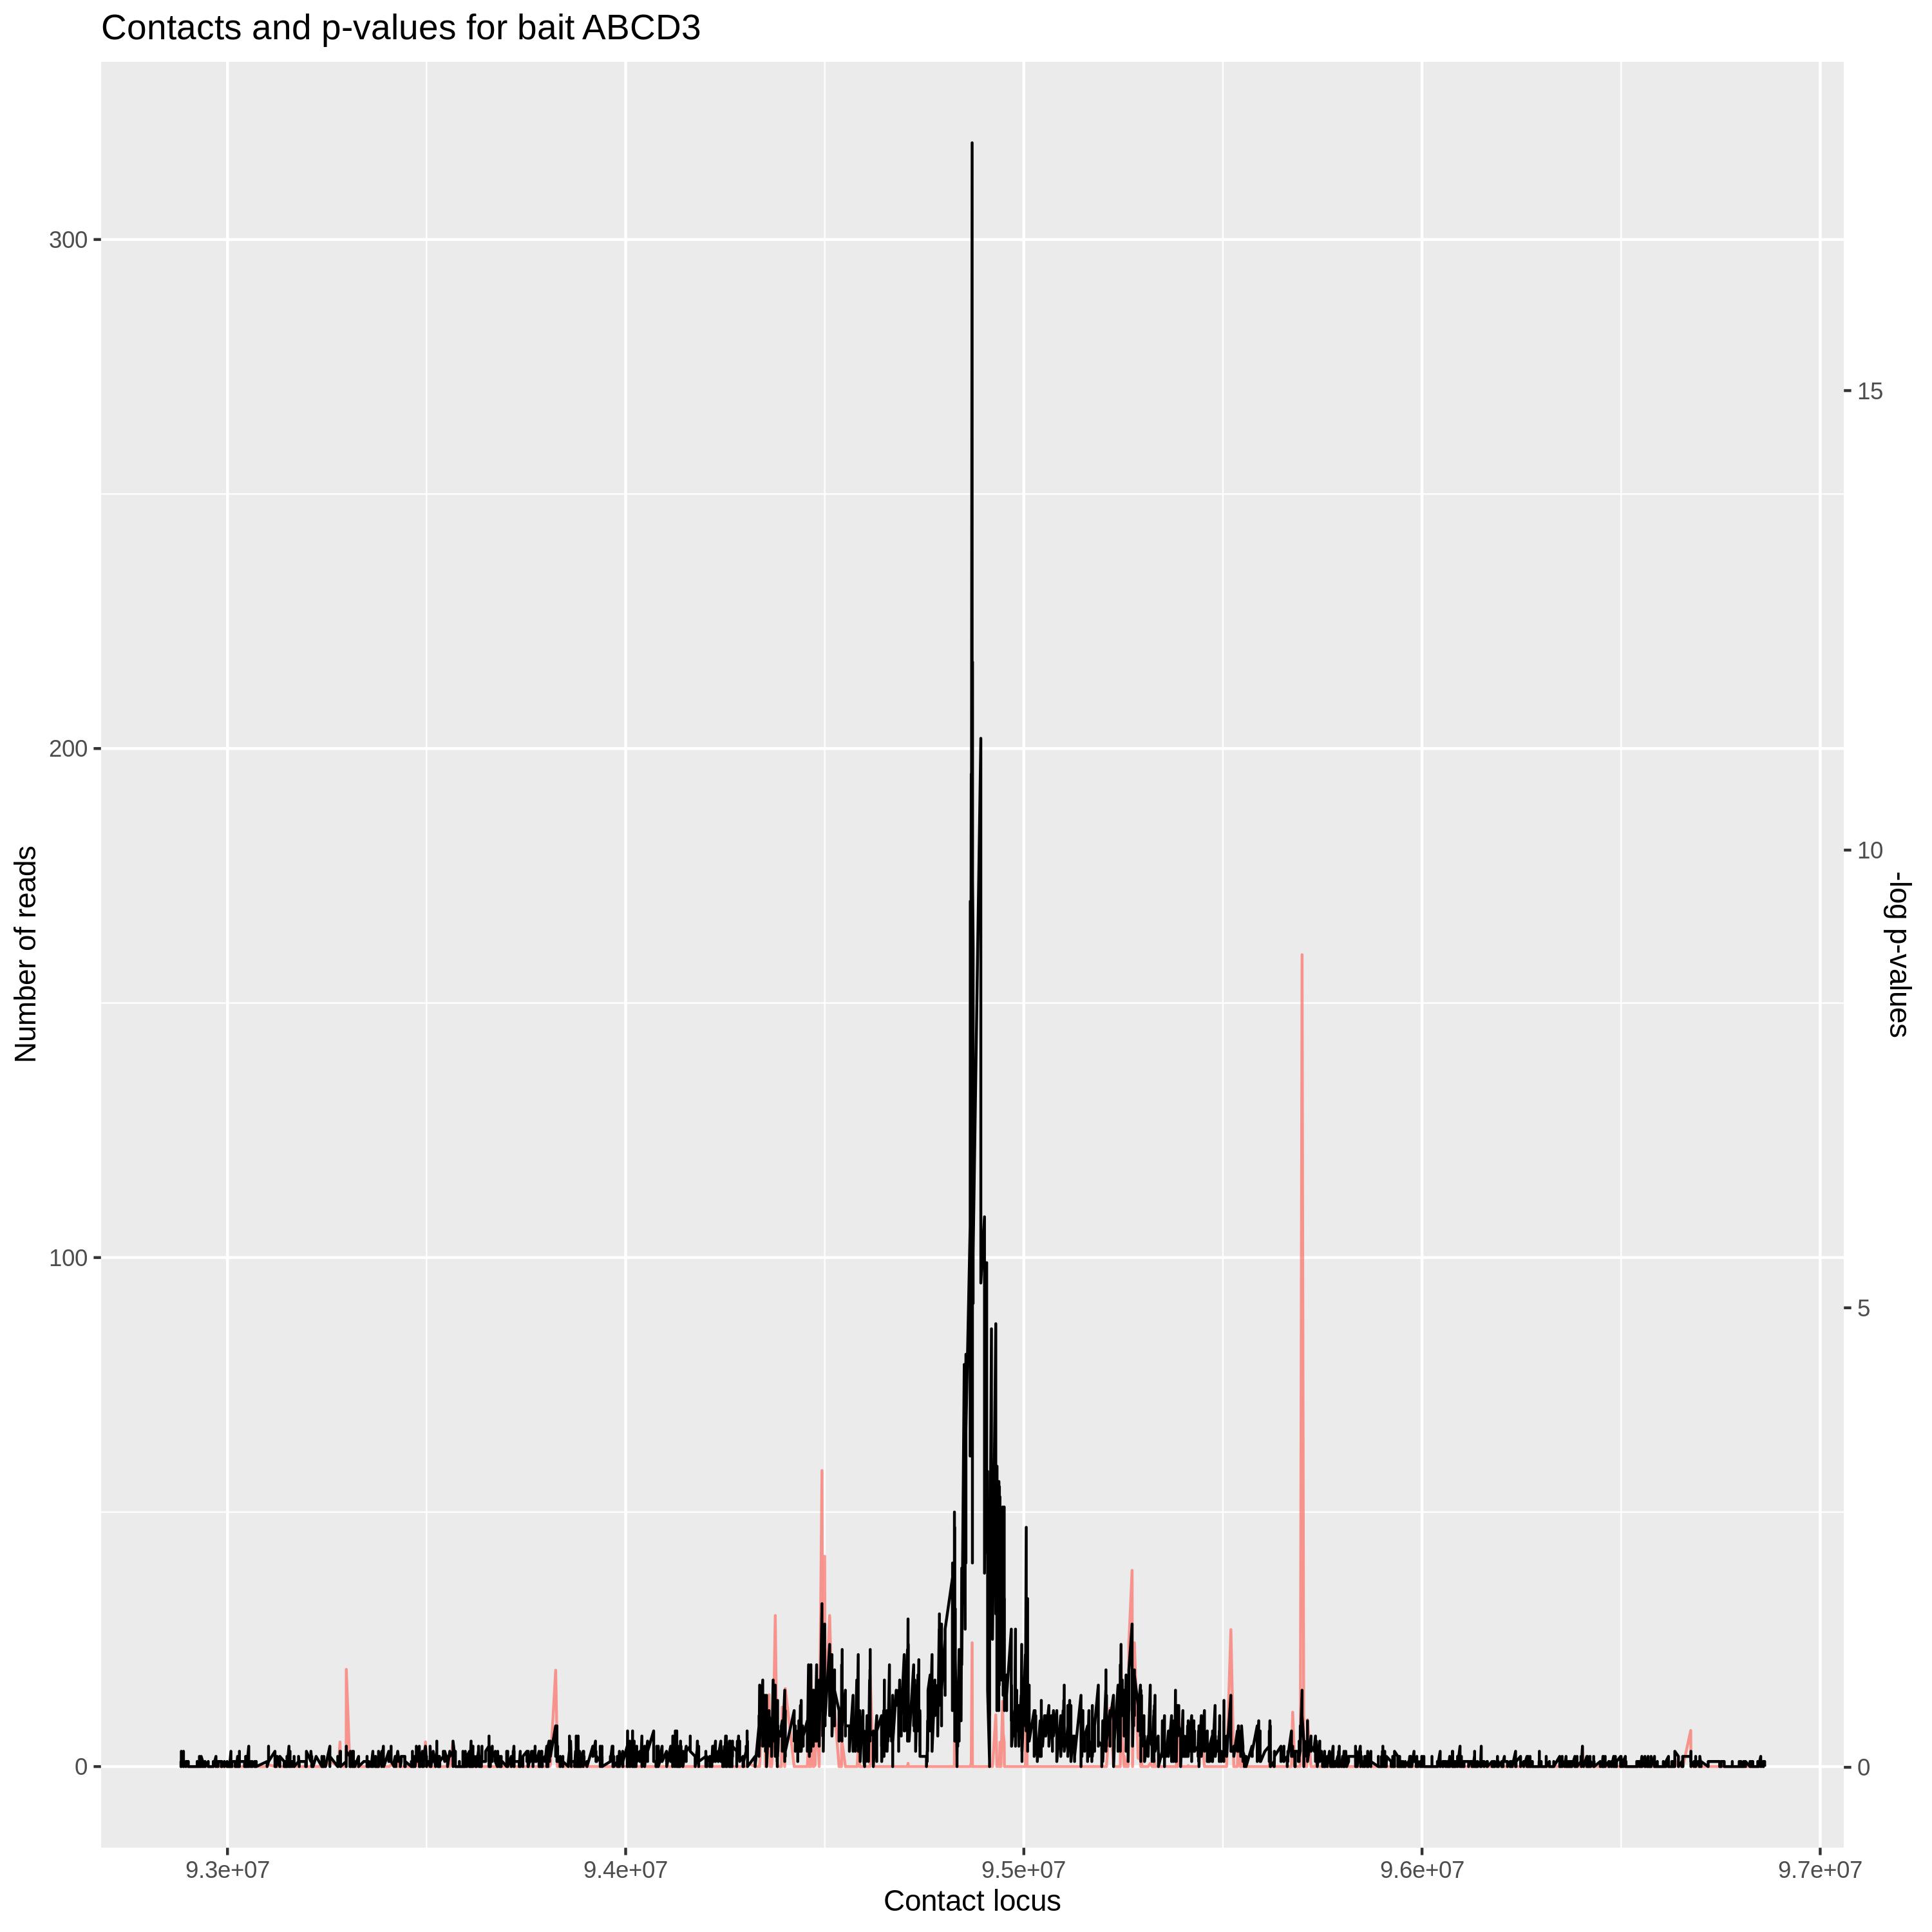 Contacts and p-values for bait ABCD3
300
200
100
0
Number of reads
15
10
5
0
-log p-values
9.3e+07
9.4e+07
9.5e+07
9.6e+07
9.7e+07
Contact locus